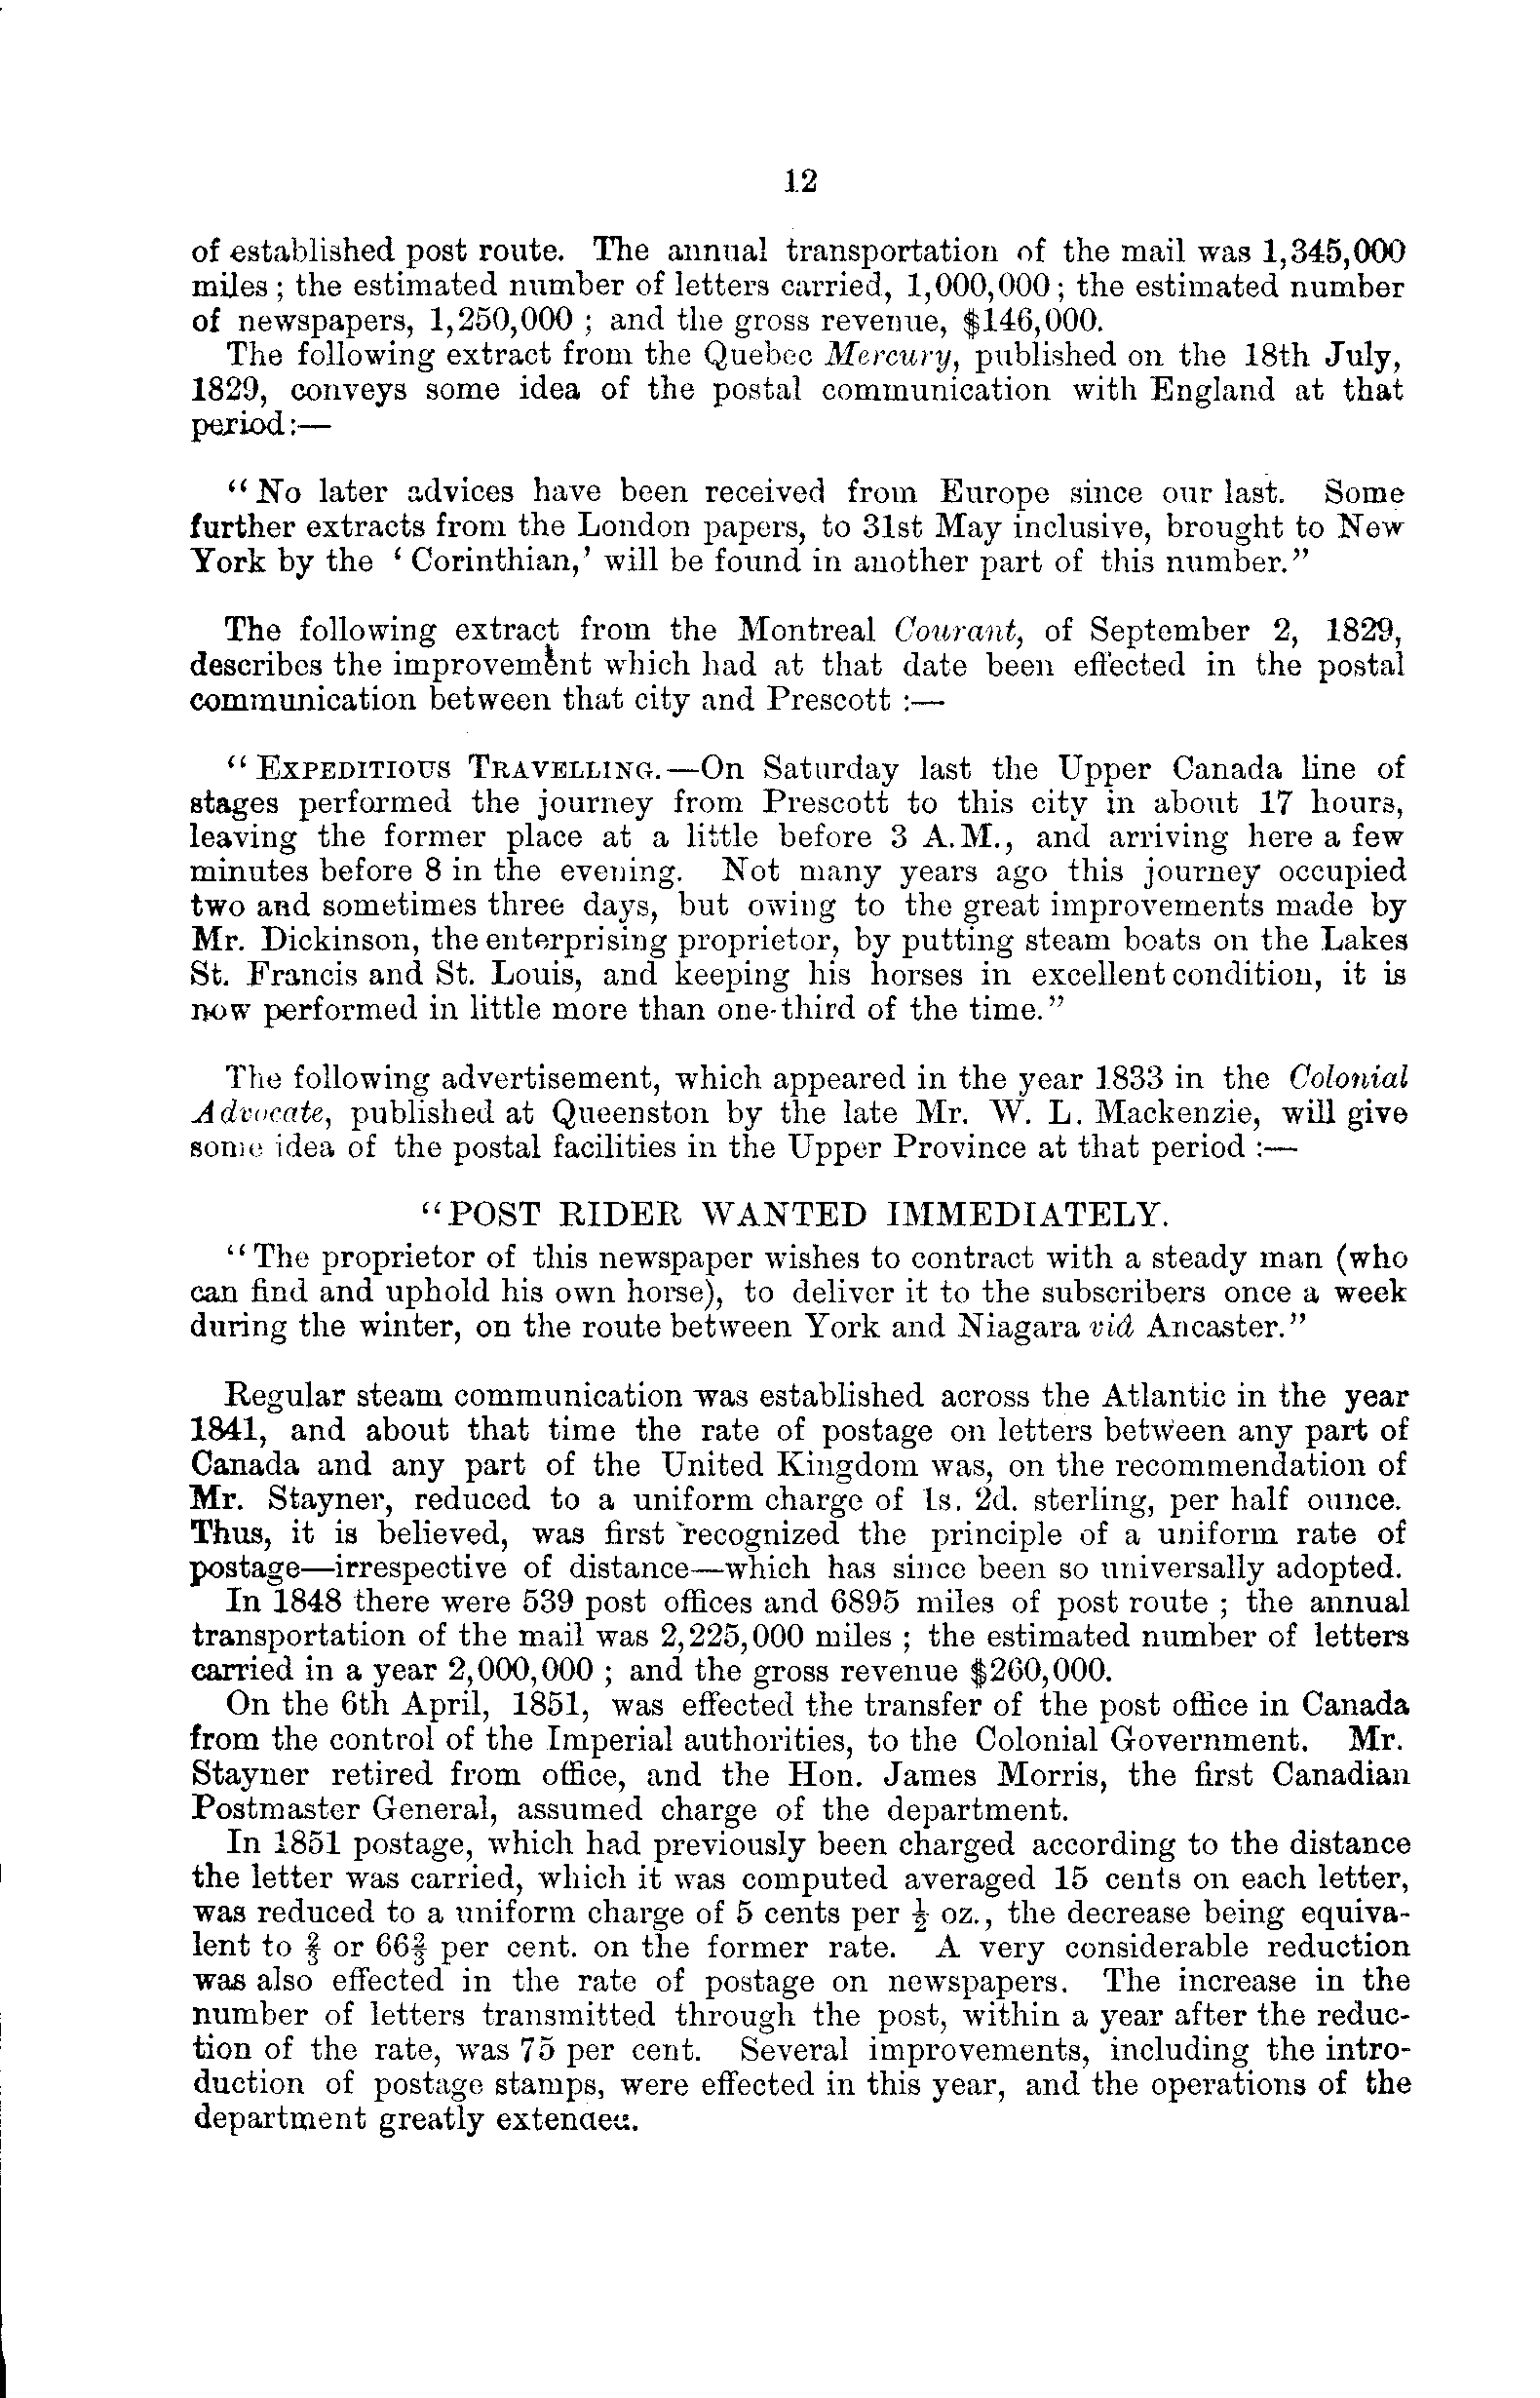 12
of established post route. The annual transportation of the mail was 1,345,000
miles; the estimated number of letters carried, 1,000,000; the estimated number
of newspapers, 1,250,000 ; and the gross revenue, $146,000.
The following extract from the Quebec Mercury, published on the 18th July,
1829, conveys some idea of the postal communication with England at that
period:—
"No later advices have been received from Europe since our last. Some
further extracts from the London papers, to 31st May inclusive, brought to New
York by the 'Corinthian,' will be found in another part of this number."
The following extract from the Montreal Courant, of September 2, 1829,
describes the improvement which had at that date been effected in the postal
communication between that city and Prescott :—
"EXPEDITIOUS TRAVELLING.—On Saturday last the Upper Canada line of
stages performed the journey from Prescott to this city in about 17 hours,
leaving the former place at a little before 3 A.M., and arriving here a few
minutes before 8 in the evening. Not many years ago this journey occupied
two and sometimes three days, but owing to the great improvements made by
Mr. Dickinson, the enterprising proprietor, by putting steam boats on the Lakes
St. Francis and St. Louis, and keeping his horses in excellent condition, it is
now performed in little more than one-third of the time."
The following advertisement, which appeared in the year 1833 in the Colonial
Advocate, published at Queenston by the late Mr. W. L. Mackenzie, will give
some idea of the postal facilities in the Upper Province at that period :—
"POST RIDER WANTED IMMEDIATELY.
"The proprietor of this newspaper wishes to contract with a steady man (who
can find and uphold his own horse), to deliver it to the subscribers once a week
during the winter, on the route between York and Niagara viâ Ancaster."
Regular steam communication was established across the Atlantic in the year
1841, and about that time the rate of postage on letters between any part of
Canada and any part of the United Kingdom was, on the recommendation of
Mr. Stayner, reduced to a uniform charge of 1s. 2d. sterling, per half ounce.
Thus, it is believed, was first recognized the principle of a uniform rate of
postage—irrespective of distance—which has since been so universally adopted.
In 1848 there were 539 post offices and 6895 miles of post route ; the annual
transportation of the mail was 2,225,000 miles ; the estimated number of letters
carried in a year 2,000,000 ; and the gross revenue $260,000.
On the 6th April, 1851, was effected the transfer of the post office in Canada
from the control of the Imperial authorities, to the Colonial Government. Mr.
Stayner retired from office, and the Hon. James Morris, the first Canadian
Postmaster General, assumed charge of the department.
In 1851 postage, which had previously been charged according to the distance
the letter was carried, which it was computed averaged 15 cents on each letter,
was reduced to a uniform charge of 5 cents per ½ oz., the decrease being equiva-
lent to ⅔ or 66⅔ per cent. on the former rate. A very considerable reduction
was also effected in the rate of postage on newspapers. The increase in the
number of letters transmitted through the post, within a year after the reduc-
tion of the rate, was 75 per cent. Several improvements, including the intro-
duction of postage stamps, were effected in this year, and the operations of the
department greatly extended.